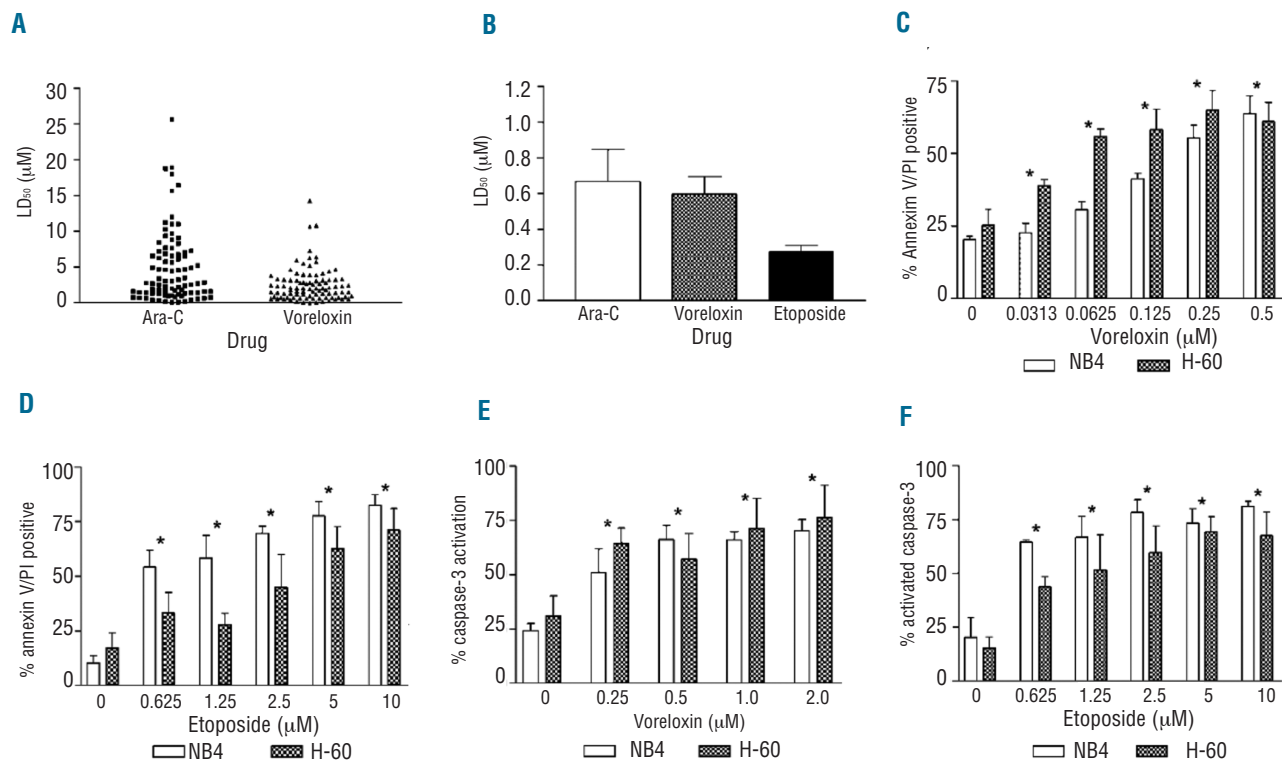 A
LD50 (µM)
30
25
20
15
10
5
0
Ara-C Voreloxin
Drug
B
LD50 (µM)
1.2
1.0
0.8
0.6
0.4
0.2
0.0
Ara-C Voreloxin Etoposide
Drug
C
% Annexim V/PI positive
75
50
25
0
* * * * *
0 0.0313 0.0625 0.125 0.25 0.5
Voreloxin (µM)
NB4 H-60
D
% annexin V/PI positive
100
75
50
25
0
* * * * *
0 0.625 1.25 2.5 5 10
Etoposide (µM)
NB4 H-60
E
% caspase-3 activation
100
75
50
25
0
* * * *
0 0.25 0.5 1.0 2.0
Voreloxin (µM)
NB4 H-60
F
% activated caspase-3
100
75
50
25
0
* * * * *
0 0.625 1.25 2.5 5 10
Etoposide (µM)
NB4 H-60